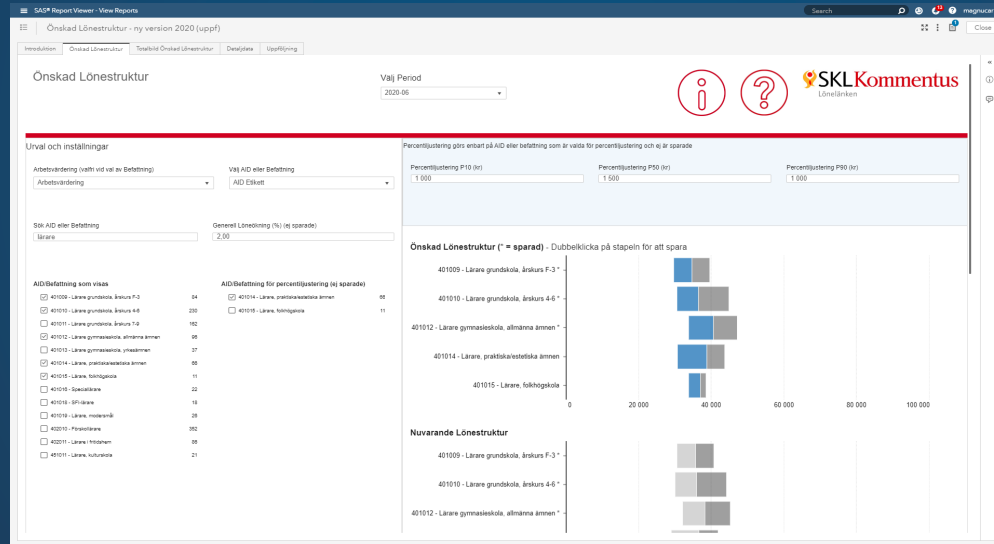 SAS® Report Viewer - View Reports
Search
magnucar
Önskad Lönestruktur - ny version 2020 (uppf)
Close
Introduktion Önskad Lönestruktur Totalbild Önskad Lönestruktur Detaljdata Uppföljning
Önskad Lönestruktur
Välj Period
2020-06
SKLKommentus
Lönelänken
Urval och inställningar
Percentiljustering görs enbart på AID eller befattning som är valda för percentiljustering och ej är sparade
Arbetsvärdering (valfri vid val av Befattning)
Arbetsvärdering
Välj AID eller Befattning
AID Etikett
Percentiljustering P10 (kr)
1 000
Percentiljustering P50 (kr)
1 500
Percentiljustering P90 (kr)
1 000
Sök AID eller Befattning
lärare
Generell Löneökning (%) (ej sparade)
2,00
AID/Befattning som visas
401009 - Lärare grundskola, årskurs F-3 84
401010 - Lärare grundskola, årskurs 4-6 230
401011 - Lärare grundskola, årskurs 7-9 182
401012 - Lärare gymnasieskola, allmänna ämnen 96
401013 - Lärare gymnasieskola, yrkesämnen 37
401014 - Lärare, praktiska/estetiska ämnen 66
401015 - Lärare, folkhögskola 11
401016 - Speciallärare 22
401018 - SFI-lärare 18
401019 - Lärare, modersmål 26
402010 - Förskollärare 352
402011 - Lärare i fritidshem 88
451011 - Lärare, kulturskola 21
AID/Befattning för percentiljustering (ej sparade)
401014 - Lärare, praktiska/estetiska ämnen 66
401015 - Lärare, folkhögskola 11
Önskad Lönestruktur (* = sparad) - Dubbelklicka på stapeln för att spara
401009 - Lärare grundskola, årskurs F-3 *
401010 - Lärare grundskola, årskurs 4-6 *
401012 - Lärare gymnasieskola, allmänna ämnen *
401014 - Lärare, praktiska/estetiska ämnen
401015 - Lärare, folkhögskola
0 20 000 40 000 60 000 80 000 100 000
Nuvarande Lönestruktur
401009 - Lärare grundskola, årskurs F-3 *
401010 - Lärare grundskola, årskurs 4-6 *
401012 - Lärare gymnasieskola, allmänna ämnen *